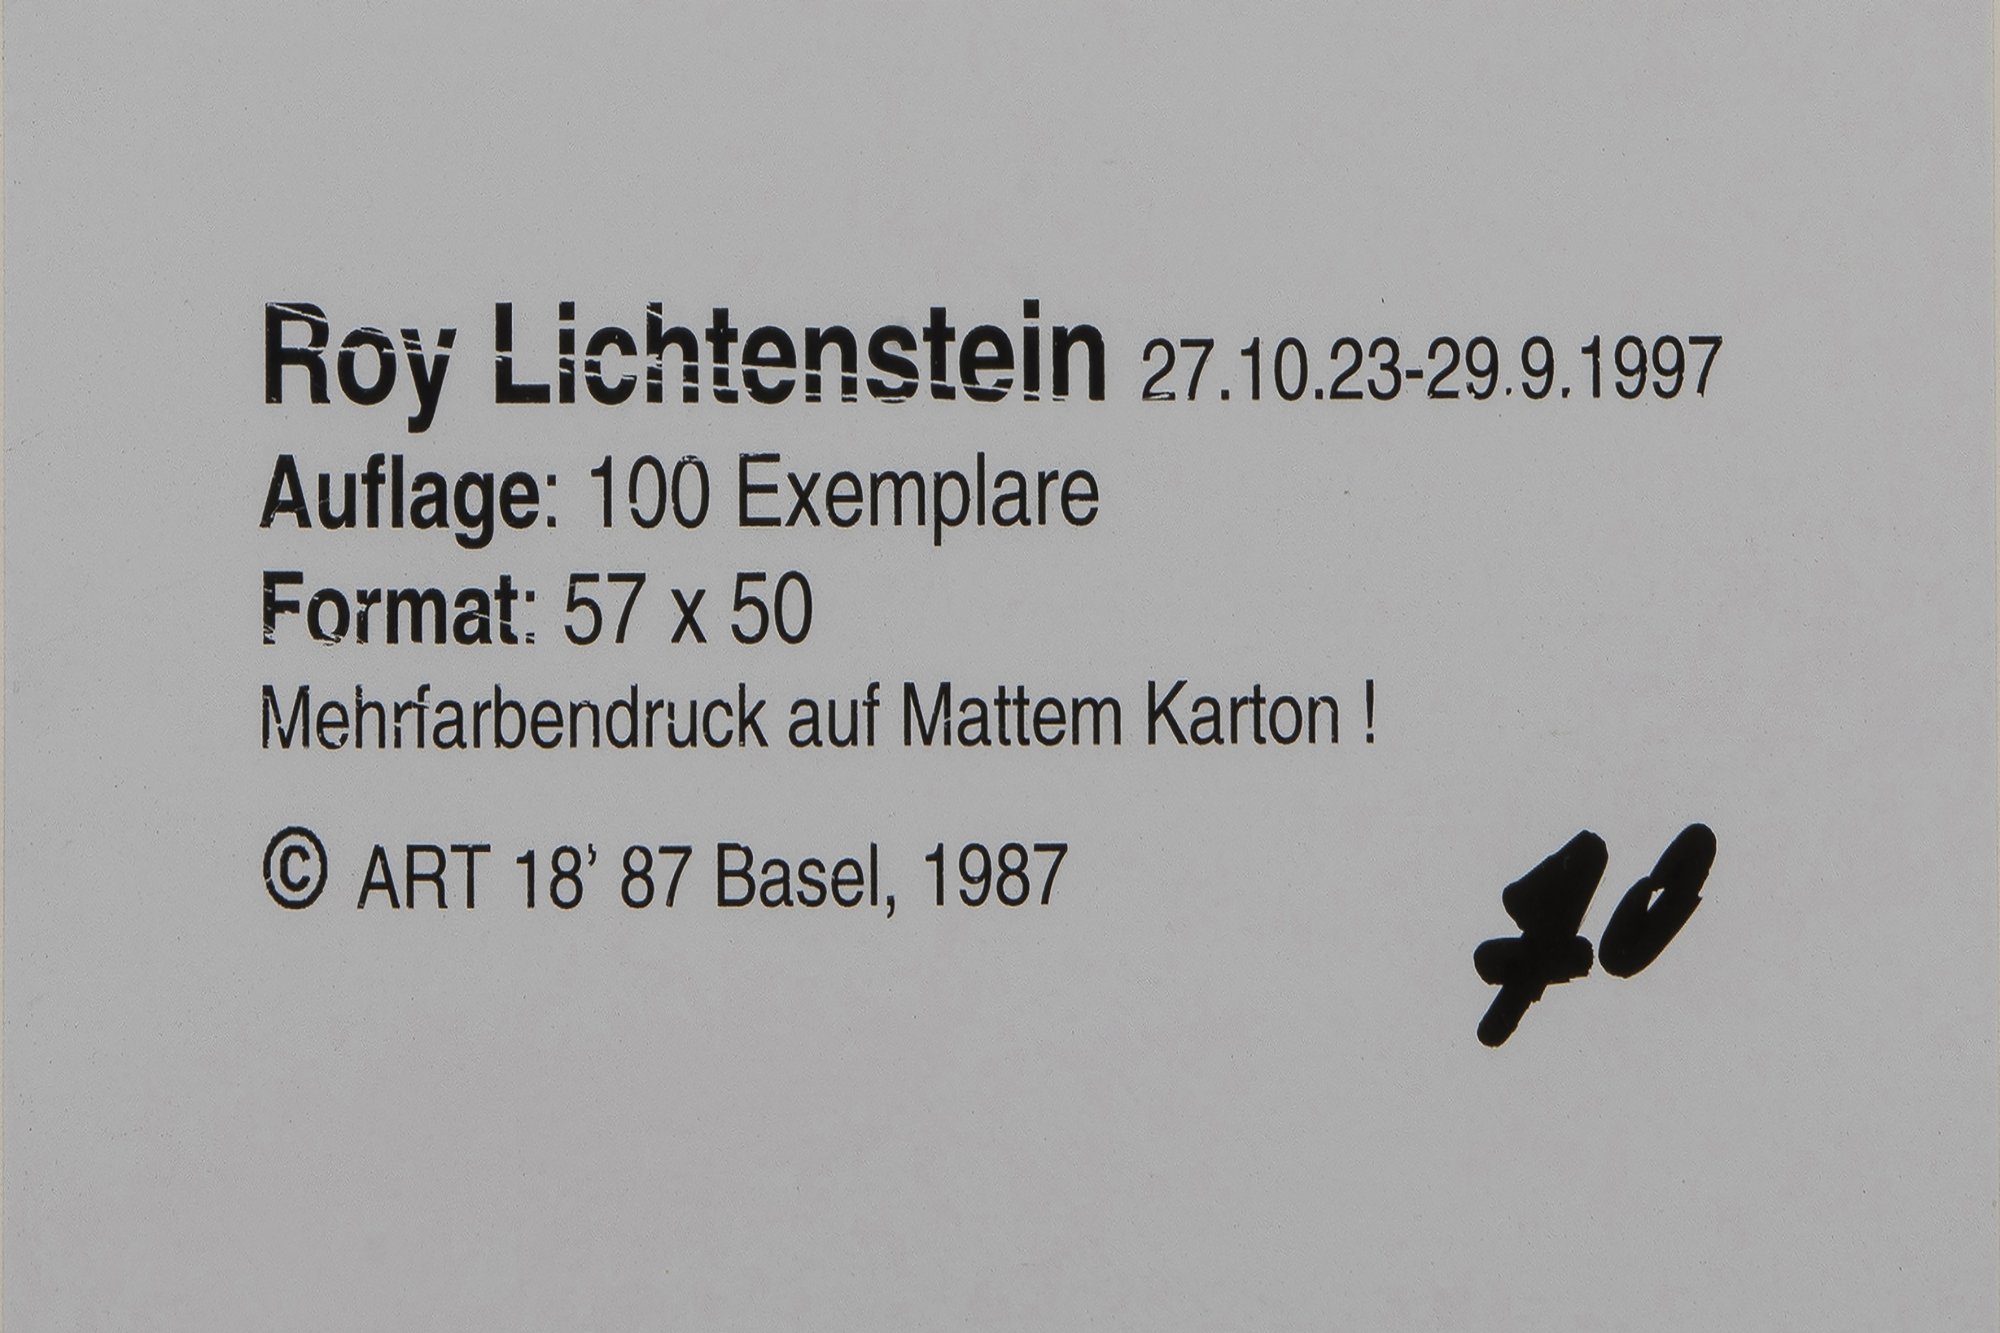 Roy Lichtenstein 27.10.23-29.9.1997
Auflage: 100 Exemplare
Format: 57 x 50
Mehrfarbendruck auf Mattem Karton !
© ART 18' 87 Basel, 1987